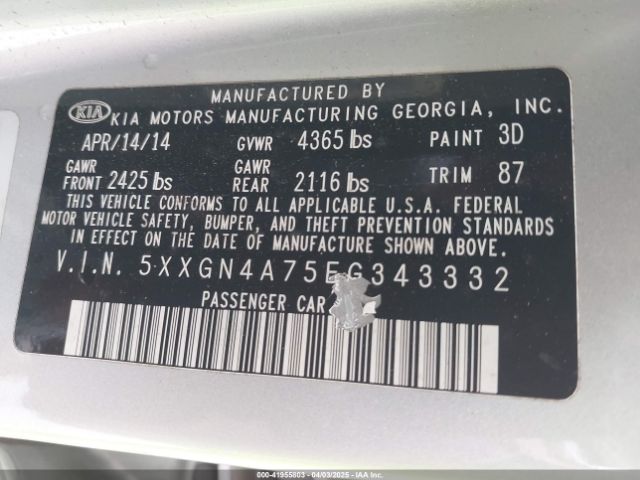 MANUFACTURED BY
KIA KIA MOTORS MANUFACTURING GEORGIA, INC.
APR/14/14 GVWR 4365 lbs PAINT 3D
GAWR FRONT 2425 lbs GAWR REAR 2116 lbs TRIM 87
THIS VEHICLE CONFORMS TO ALL APPLICABLE U.S.A. FEDERAL
MOTOR VEHICLE SAFETY, BUMPER, AND THEFT PREVENTION STANDARDS
IN EFFECT ON THE DATE OF MANUFACTURE SHOWN ABOVE.
V.I.N. 5XXGN4A75EG343332
PASSENGER CAR
000-41955803 - 04/03/2025 - IAAI.COM